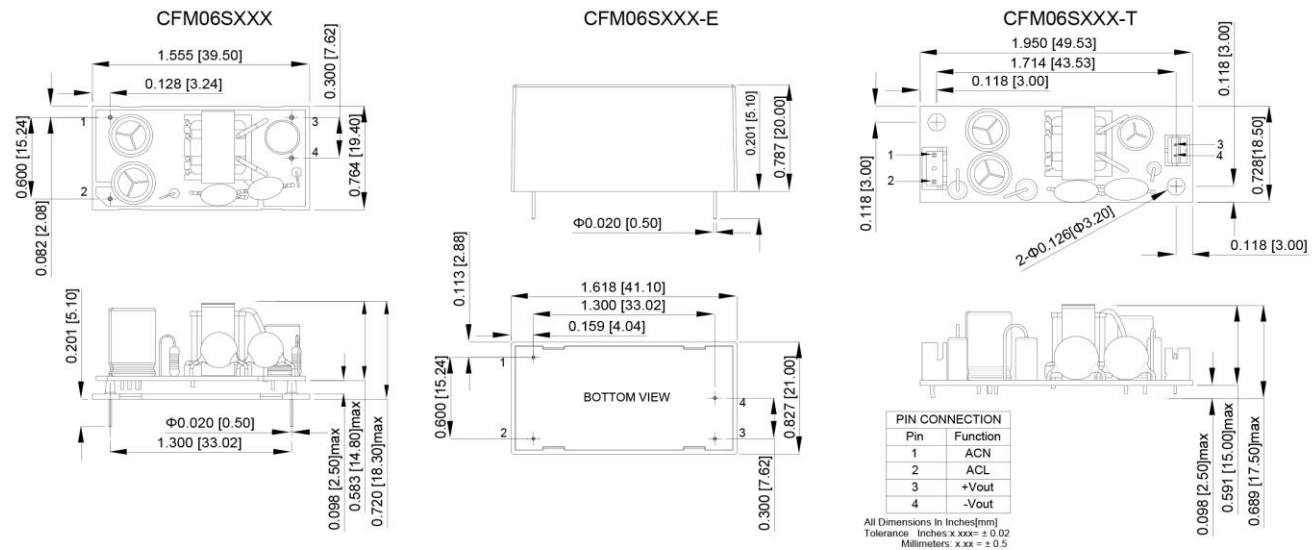 CFM06SXXX
1.555 [39.50]
0.128 [3.24]
0.300 [7.62]
1
2
3
4
0.600 [15.24]
0.082 [2.08]
0.764 [19.40]
0.201 [5.10]
Φ0.020 [0.50]
1.300 [33.02]
0.098 [2.50]max
0.583 [14.80]max
0.720 [18.30]max
CFM06SXXX-E
0.201 [5.10]
0.787 [20.00]
Φ0.020 [0.50]
0.113 [2.88]
1.618 [41.10]
1.300 [33.02]
0.159 [4.04]
1
2
BOTTOM VIEW
4
3
0.600 [15.24]
0.827 [21.00]
0.300 [7.62]
CFM06SXXX-T
1.950 [49.53]
1.714 [43.53]
0.118 [3.00]
0.118 [3.00]
1
2
3
4
0.118 [3.00]
0.728[18.50]
2-Φ0.126[Φ3.20]
0.118 [3.00]
0.098 [2.50]max
0.591 [15.00]max
0.689 [17.50]max
PIN CONNECTION
Pin Function
1 ACN
2 ACL
3 +Vout
4 -Vout
All Dimensions In Inches[mm]
Tolerance Inches:x.xxx= ± 0.02
Millimeters: x.xx = ± 0.5